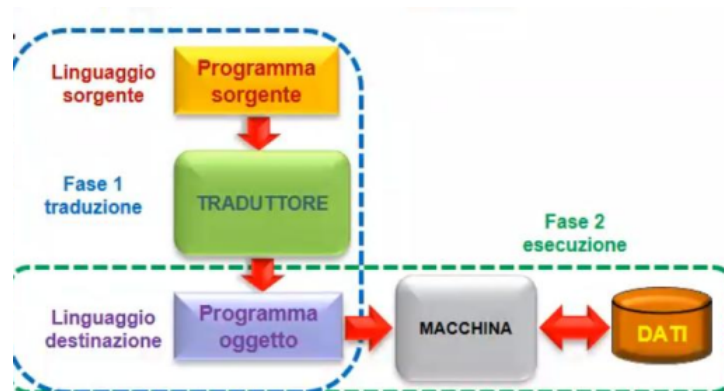 Linguaggio
sorgente
Programma
sorgente
Fase 1
traduzione
TRADUTTORE
Fase 2
esecuzione
Linguaggio
destinazione
Programma
oggetto
MACCHINA
DATI